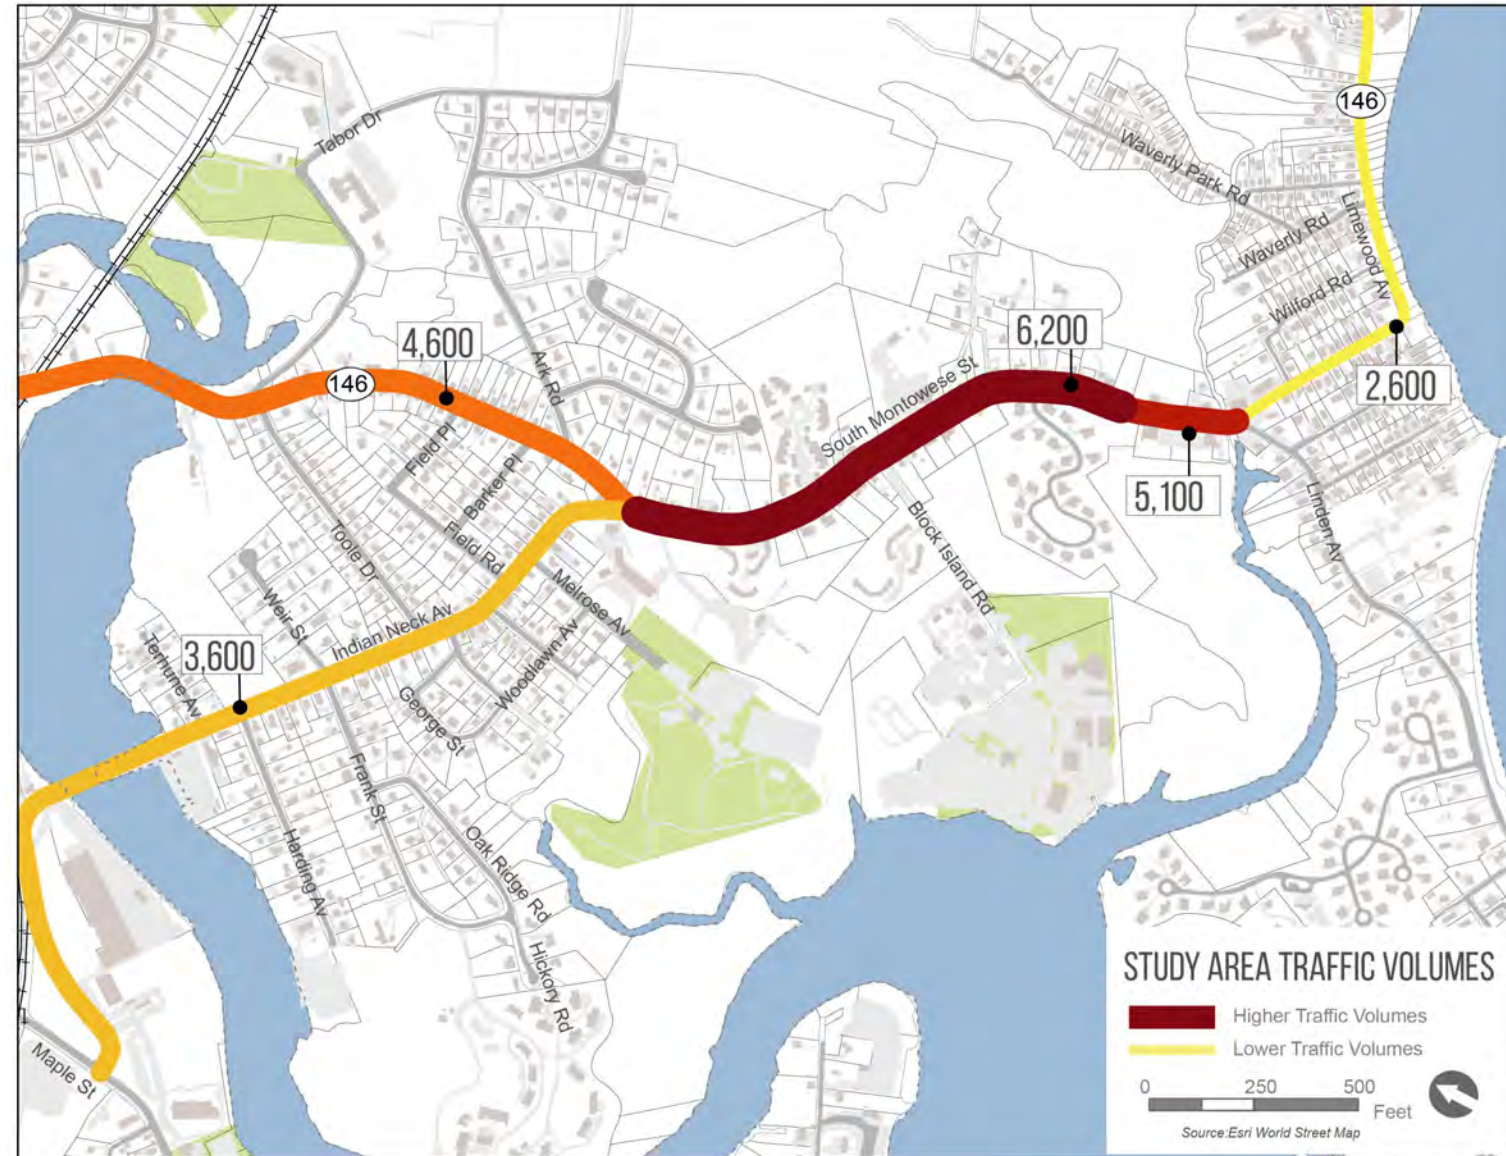 146
Tabor Dr
Waverly Park Rd
Limewood Av
Waverly Rd
Wilford Rd
4,600
6,200
146
Ark Rd
2,600
South Montowese St
Field Pl
Barker Pl
5,100
Linden Av
Toole Dr
Field Rd
Block Island Rd
Melrose Av
Weir St
Indian Neck Av
Terhune Av
3,600
Woodlawn Av
George St
Frank St
Harding Av
Oak Ridge Rd
Hickory Rd
Maple St
STUDY AREA TRAFFIC VOLUMES
Higher Traffic Volumes
Lower Traffic Volumes
0 250 500
Feet
Source:Esri World Street Map